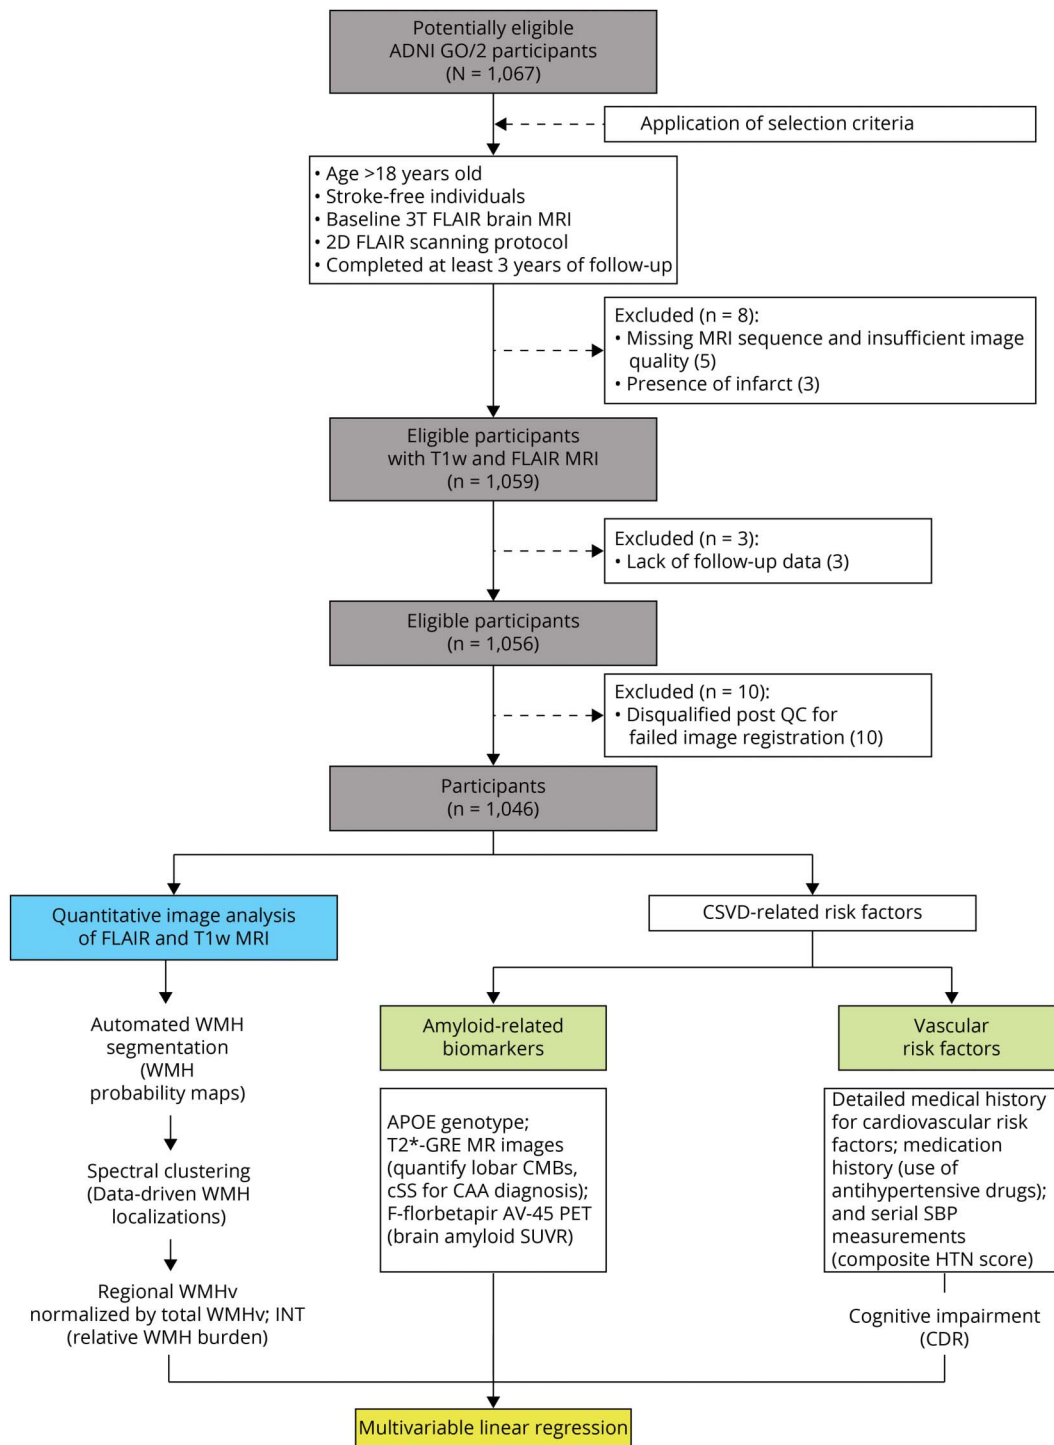 Potentially eligible
ADNI GO/2 participants
(N = 1,067)
Application of selection criteria
• Age >18 years old
• Stroke-free individuals
• Baseline 3T FLAIR brain MRI
• 2D FLAIR scanning protocol
• Completed at least 3 years of follow-up
Excluded (n = 8):
• Missing MRI sequence and insufficient image
quality (5)
• Presence of infarct (3)
Eligible participants
with T1w and FLAIR MRI
(n = 1,059)
Excluded (n = 3):
• Lack of follow-up data (3)
Eligible participants
(n = 1,056)
Excluded (n = 10):
• Disqualified post QC for
failed image registration (10)
Participants
(n = 1,046)
Quantitative image analysis
of FLAIR and T1w MRI
CSVD-related risk factors
Automated WMH
segmentation
(WMH
probability maps)
Spectral clustering
(Data-driven WMH
localizations)
Regional WMHv
normalized by total WMHv; INT
(relative WMH burden)
Amyloid-related
biomarkers
APOE genotype;
T2*-GRE MR images
(quantify lobar CMBs,
cSS for CAA diagnosis);
F-florbetapir AV-45 PET
(brain amyloid SUVR)
Vascular
risk factors
Detailed medical history
for cardiovascular risk
factors; medication
history (use of
antihypertensive drugs);
and serial SBP
measurements
(composite HTN score)
Cognitive impairment
(CDR)
Multivariable linear regression